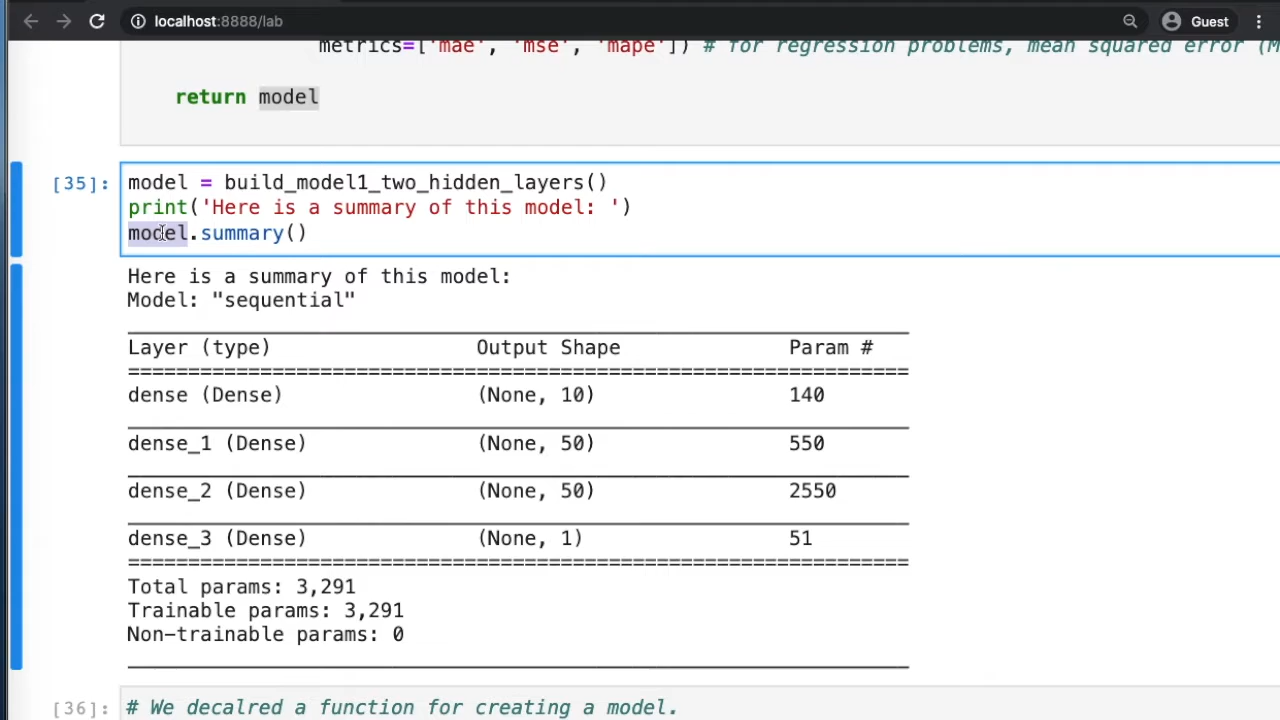 localhost:8888/lab
Guest
metrics=['mae', 'mse', 'mape']) # for regression problems, mean squared error (M
return model
[35]:
model = build_model1_two_hidden_layers()
print('Here is a summary of this model: ')
model.summary()
Here is a summary of this model:
Model: "sequential"
Layer (type) Output Shape Param #
=================================================================
dense (Dense) (None, 10) 140
dense_1 (Dense) (None, 50) 550
dense_2 (Dense) (None, 50) 2550
dense_3 (Dense) (None, 1) 51
=================================================================
Total params: 3,291
Trainable params: 3,291
Non-trainable params: 0
[36]: # We decalred a function for creating a model.